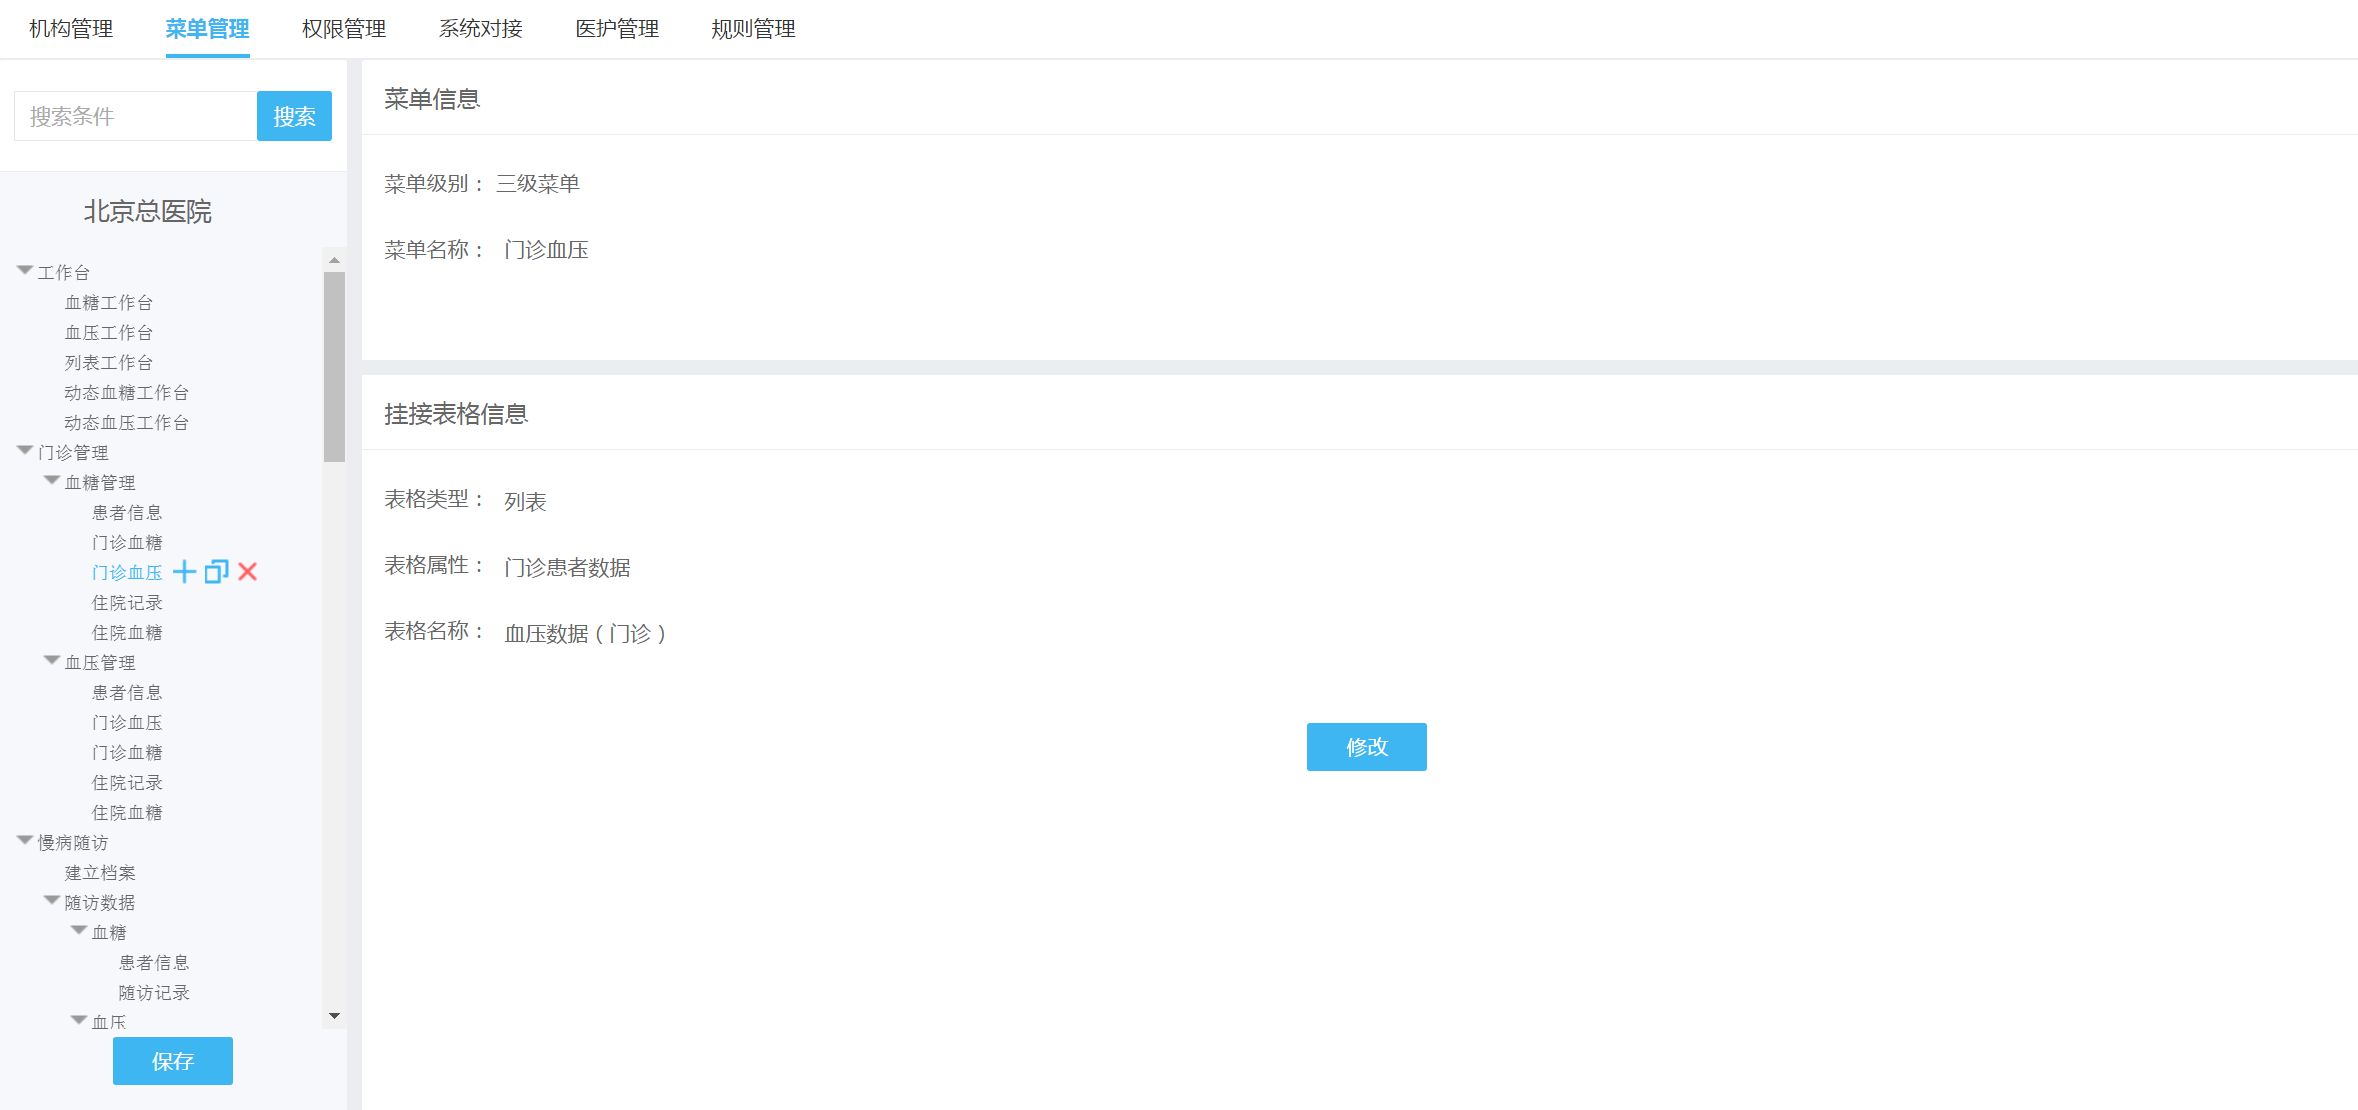 机构管理 菜单管理 权限管理 系统对接 医护管理 规则管理
搜索条件 搜索
北京总医院
工作台
血糖工作台
血压工作台
列表工作台
动态血糖工作台
动态血压工作台
门诊管理
血糖管理
患者信息
门诊血糖
门诊血压
住院记录
住院血糖
血压管理
患者信息
门诊血压
门诊血糖
住院记录
住院血糖
慢病随访
建立档案
随访数据
血糖
患者信息
随访记录
血压
保存
菜单信息
菜单级别： 三级菜单
菜单名称： 门诊血压
挂接表格信息
表格类型： 列表
表格属性： 门诊患者数据
表格名称： 血压数据（门诊）
修改